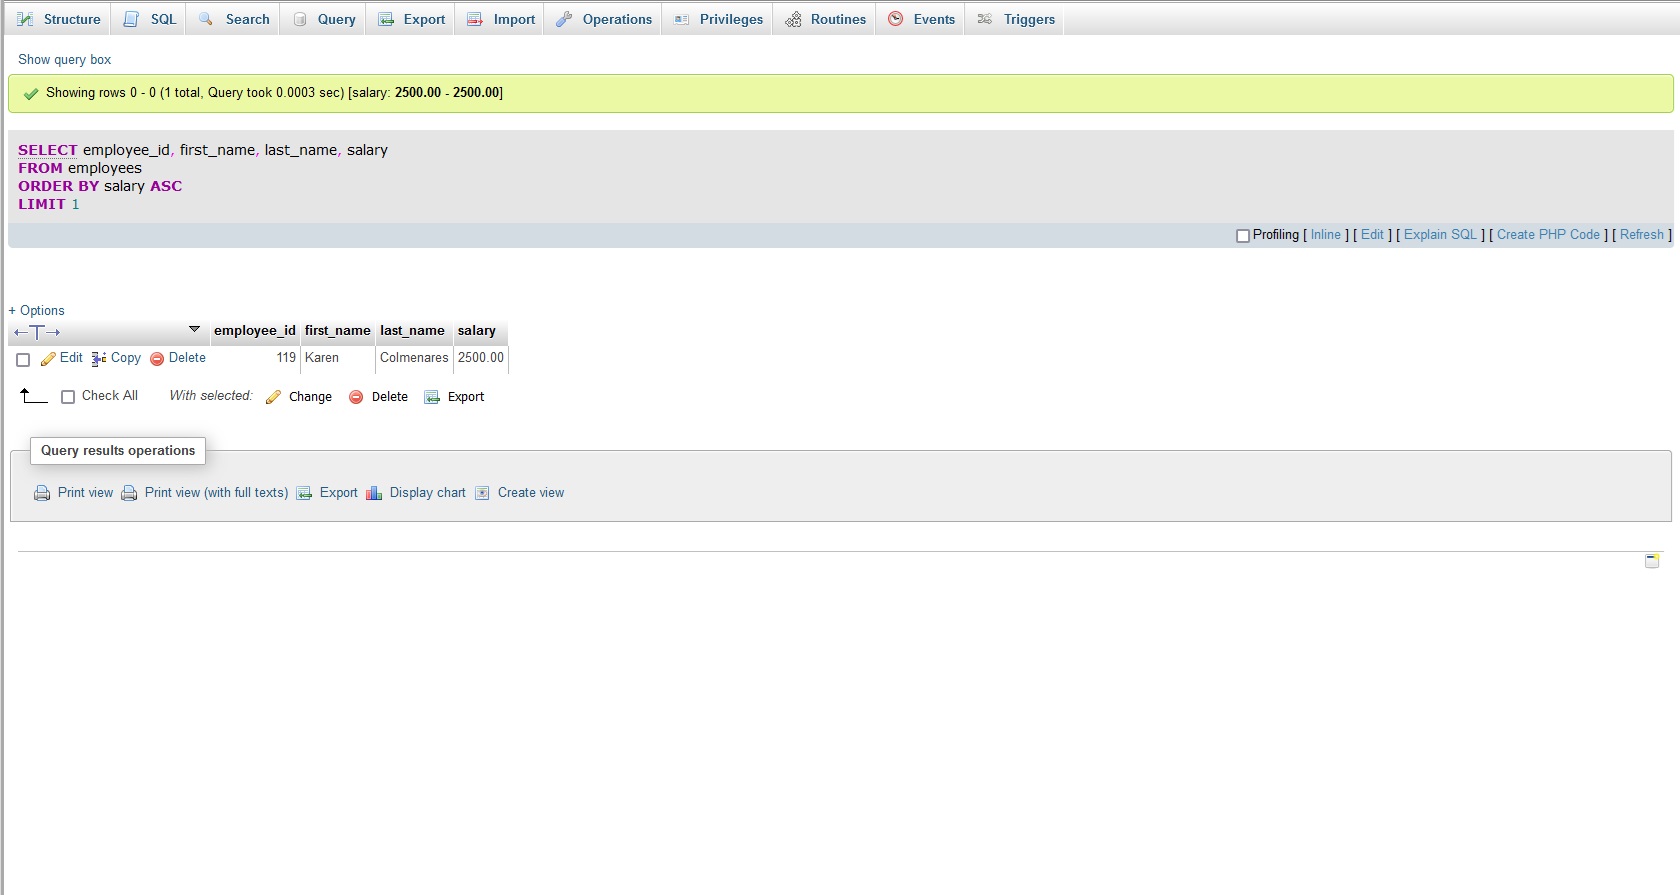 Structure SQL Search Query Export Import Operations Privileges Routines Events Triggers
Show query box
Showing rows 0 - 0 (1 total, Query took 0.0003 sec) [salary: 2500.00 - 2500.00]
SELECT employee_id, first_name, last_name, salary
FROM employees
ORDER BY salary ASC
LIMIT 1
Profiling [ Inline ] [ Edit ] [ Explain SQL ] [ Create PHP Code ] [ Refresh ]
+ Options
←T→ employee_id first_name last_name salary
Edit Copy Delete 119 Karen Colmenares 2500.00
Check All With selected: Change Delete Export
Query results operations
Print view Print view (with full texts) Export Display chart Create view